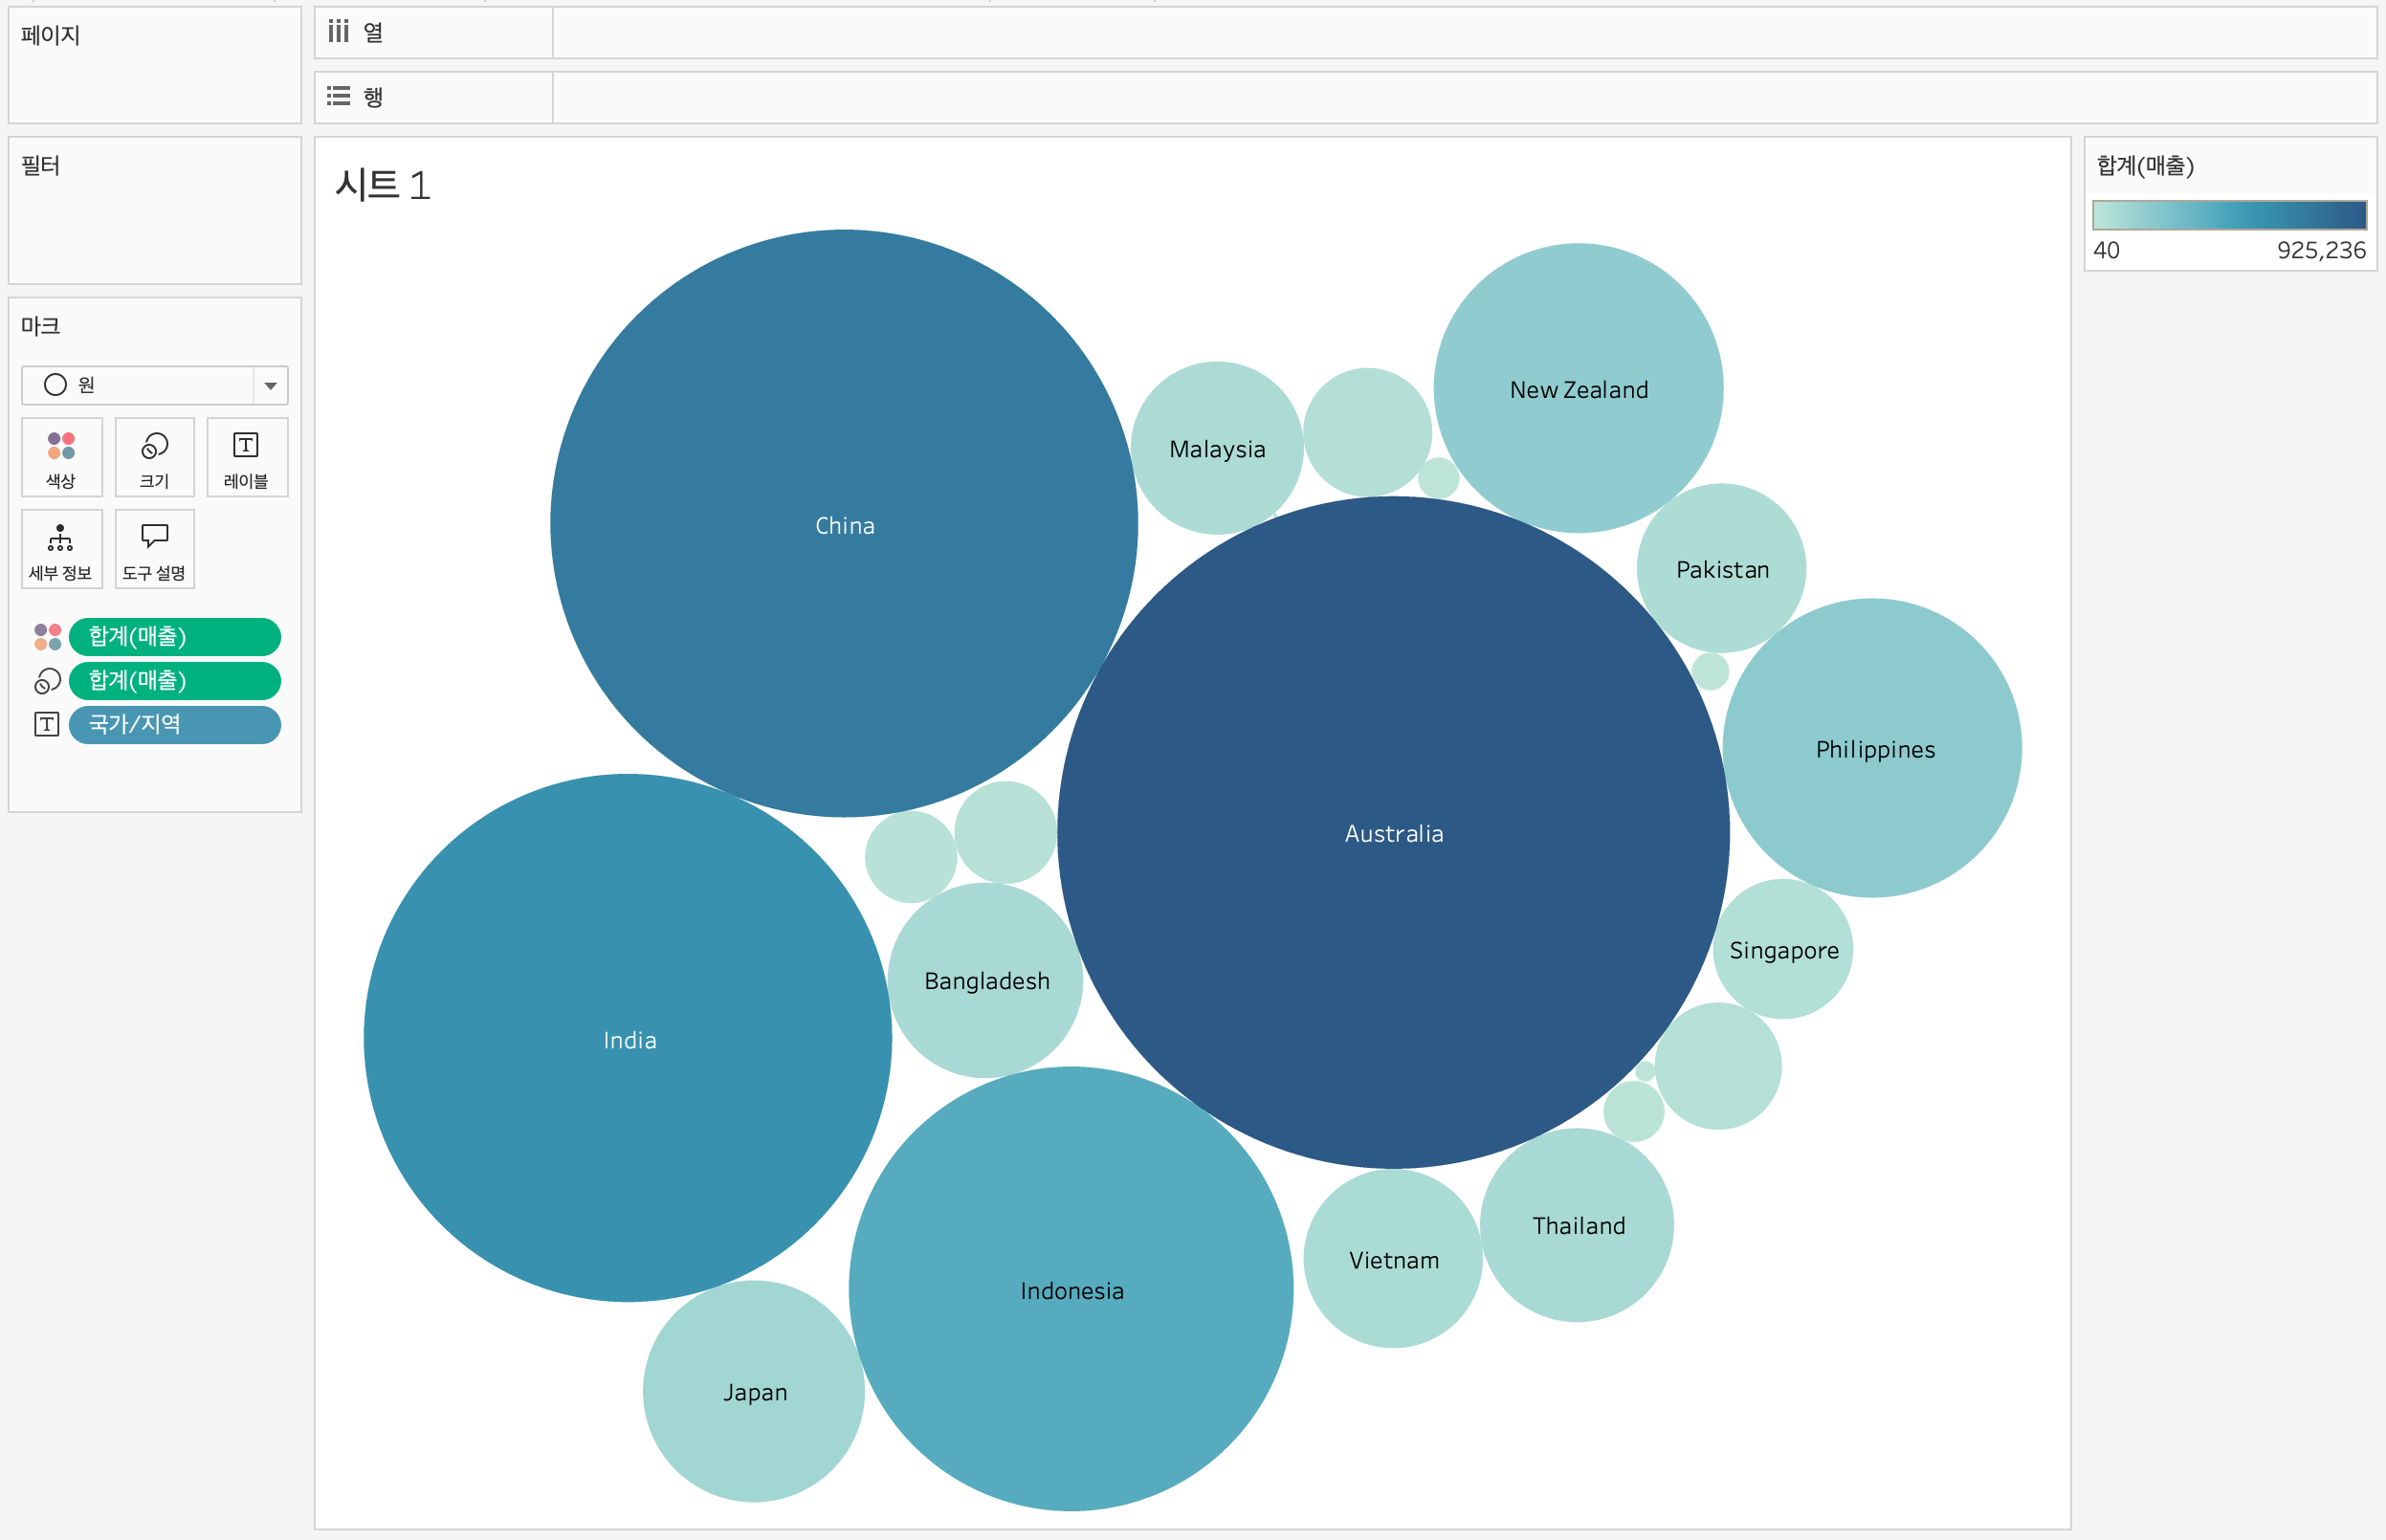 페이지
열
행
필터
시트 1
합계(매출)
40
925,236
마크
원
색상
크기
레이블
세부 정보
도구 설명
합계(매출)
합계(매출)
국가/지역
China
Malaysia
New Zealand
Pakistan
Philippines
Australia
Singapore
Bangladesh
India
Indonesia
Vietnam
Thailand
Japan